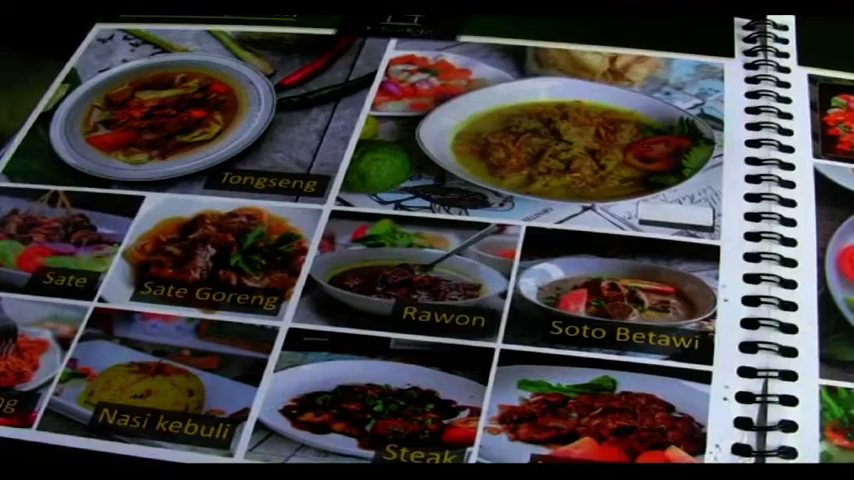 Tongseng
Sate
Sate Goreng
Rawon
Soto Betawi
Nasi kebuli
Steak